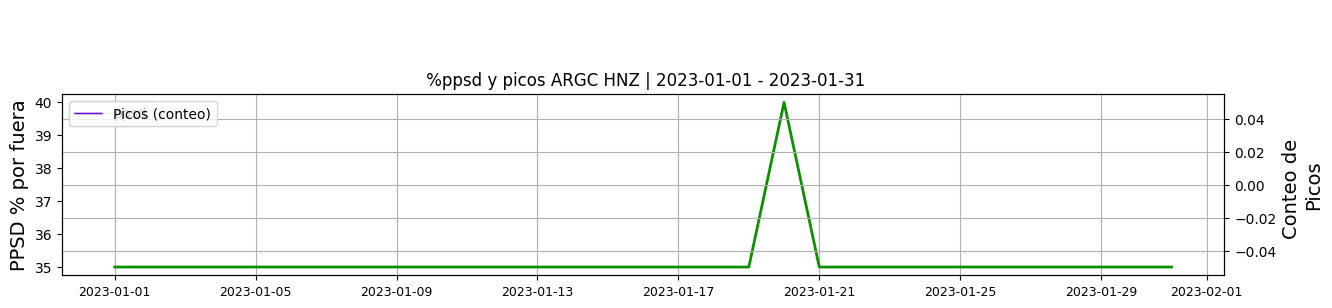 %ppsd y picos ARGC HNZ | 2023-01-01 - 2023-01-31
PPSD % por fuera
40
39
38
37
36
35
Picos (conteo)
0.04
0.02
0.00
−0.02
−0.04
Conteo de
Picos
2023-01-01 2023-01-05 2023-01-09 2023-01-13 2023-01-17 2023-01-21 2023-01-25 2023-01-29 2023-02-01